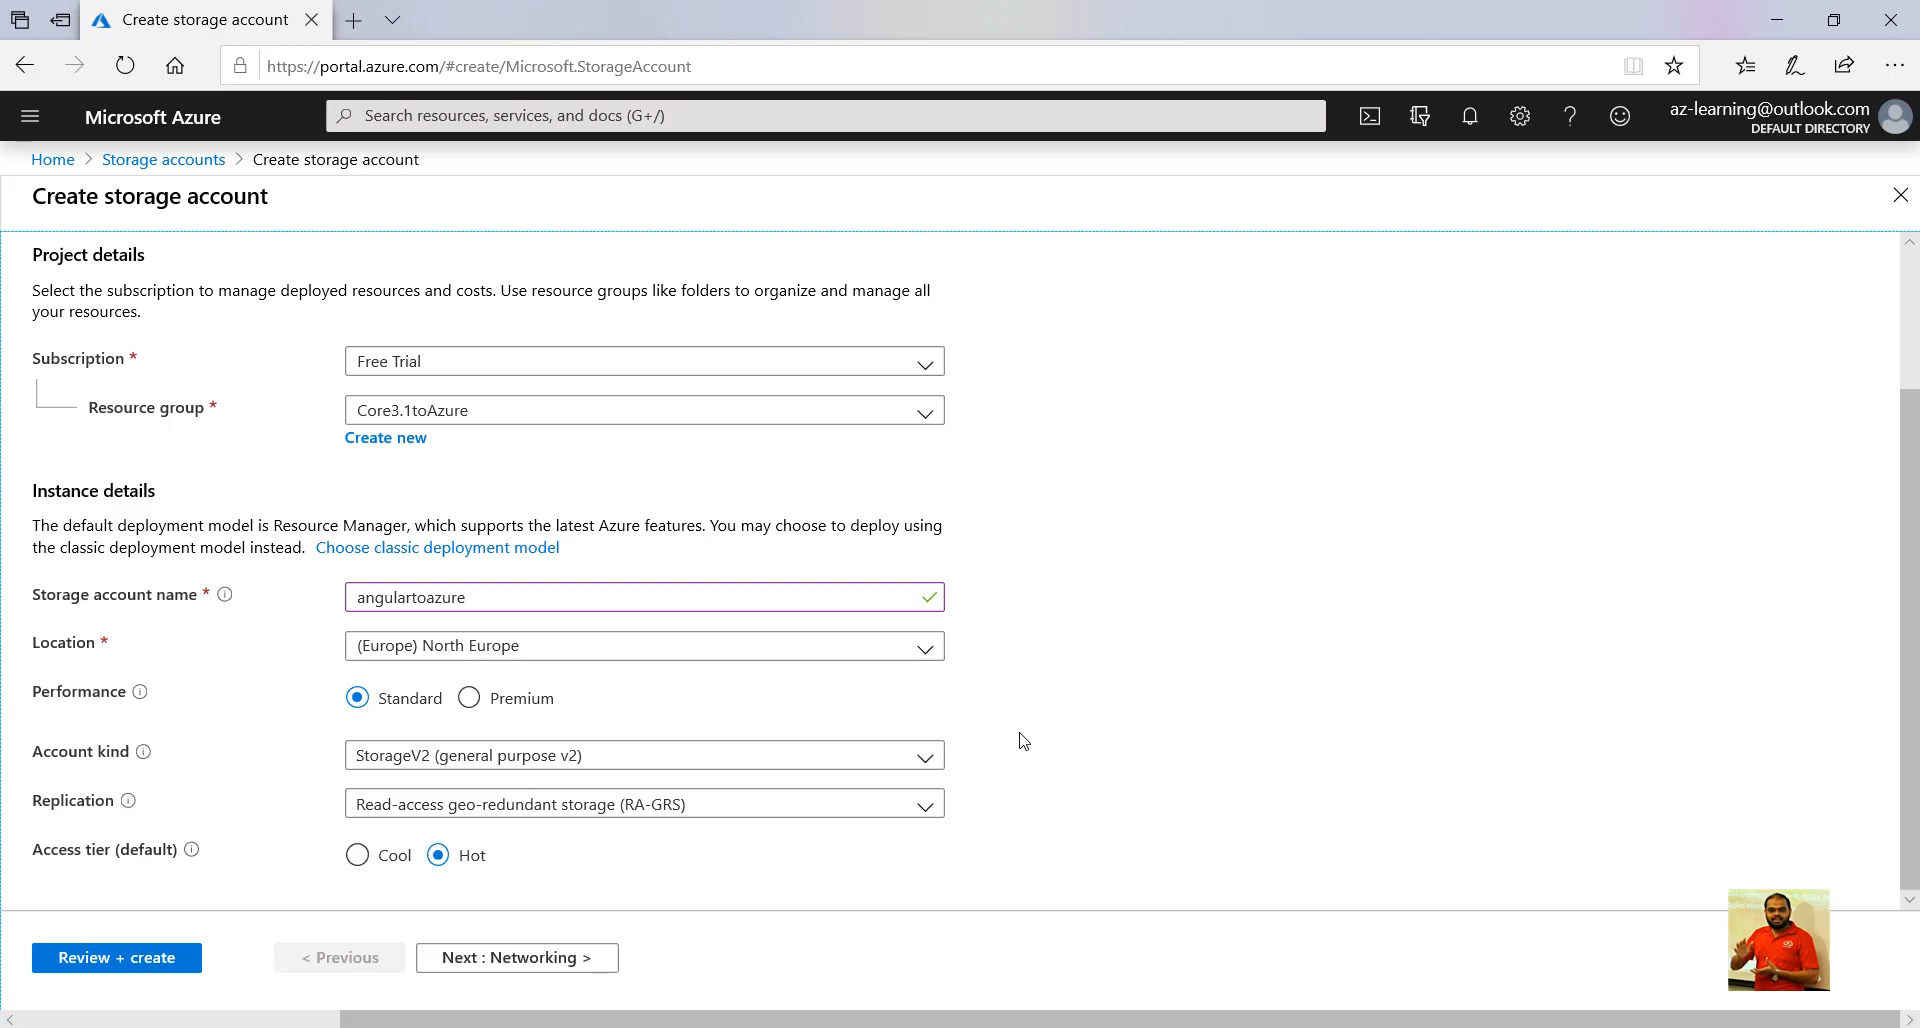 Create storage account
https://portal.azure.com/#create/Microsoft.StorageAccount
Microsoft Azure
Search resources, services, and docs (G+/)
az-learning@outlook.com
DEFAULT DIRECTORY
Home > Storage accounts > Create storage account
Create storage account
Project details
Select the subscription to manage deployed resources and costs. Use resource groups like folders to organize and manage all
your resources.
Subscription *
Free Trial
Resource group *
Core3.1toAzure
Create new
Instance details
The default deployment model is Resource Manager, which supports the latest Azure features. You may choose to deploy using
the classic deployment model instead. Choose classic deployment model
Storage account name *
angulartoazure
Location *
(Europe) North Europe
Performance
Standard Premium
Account kind
StorageV2 (general purpose v2)
Replication
Read-access geo-redundant storage (RA-GRS)
Access tier (default)
Cool Hot
Review + create
< Previous
Next : Networking >